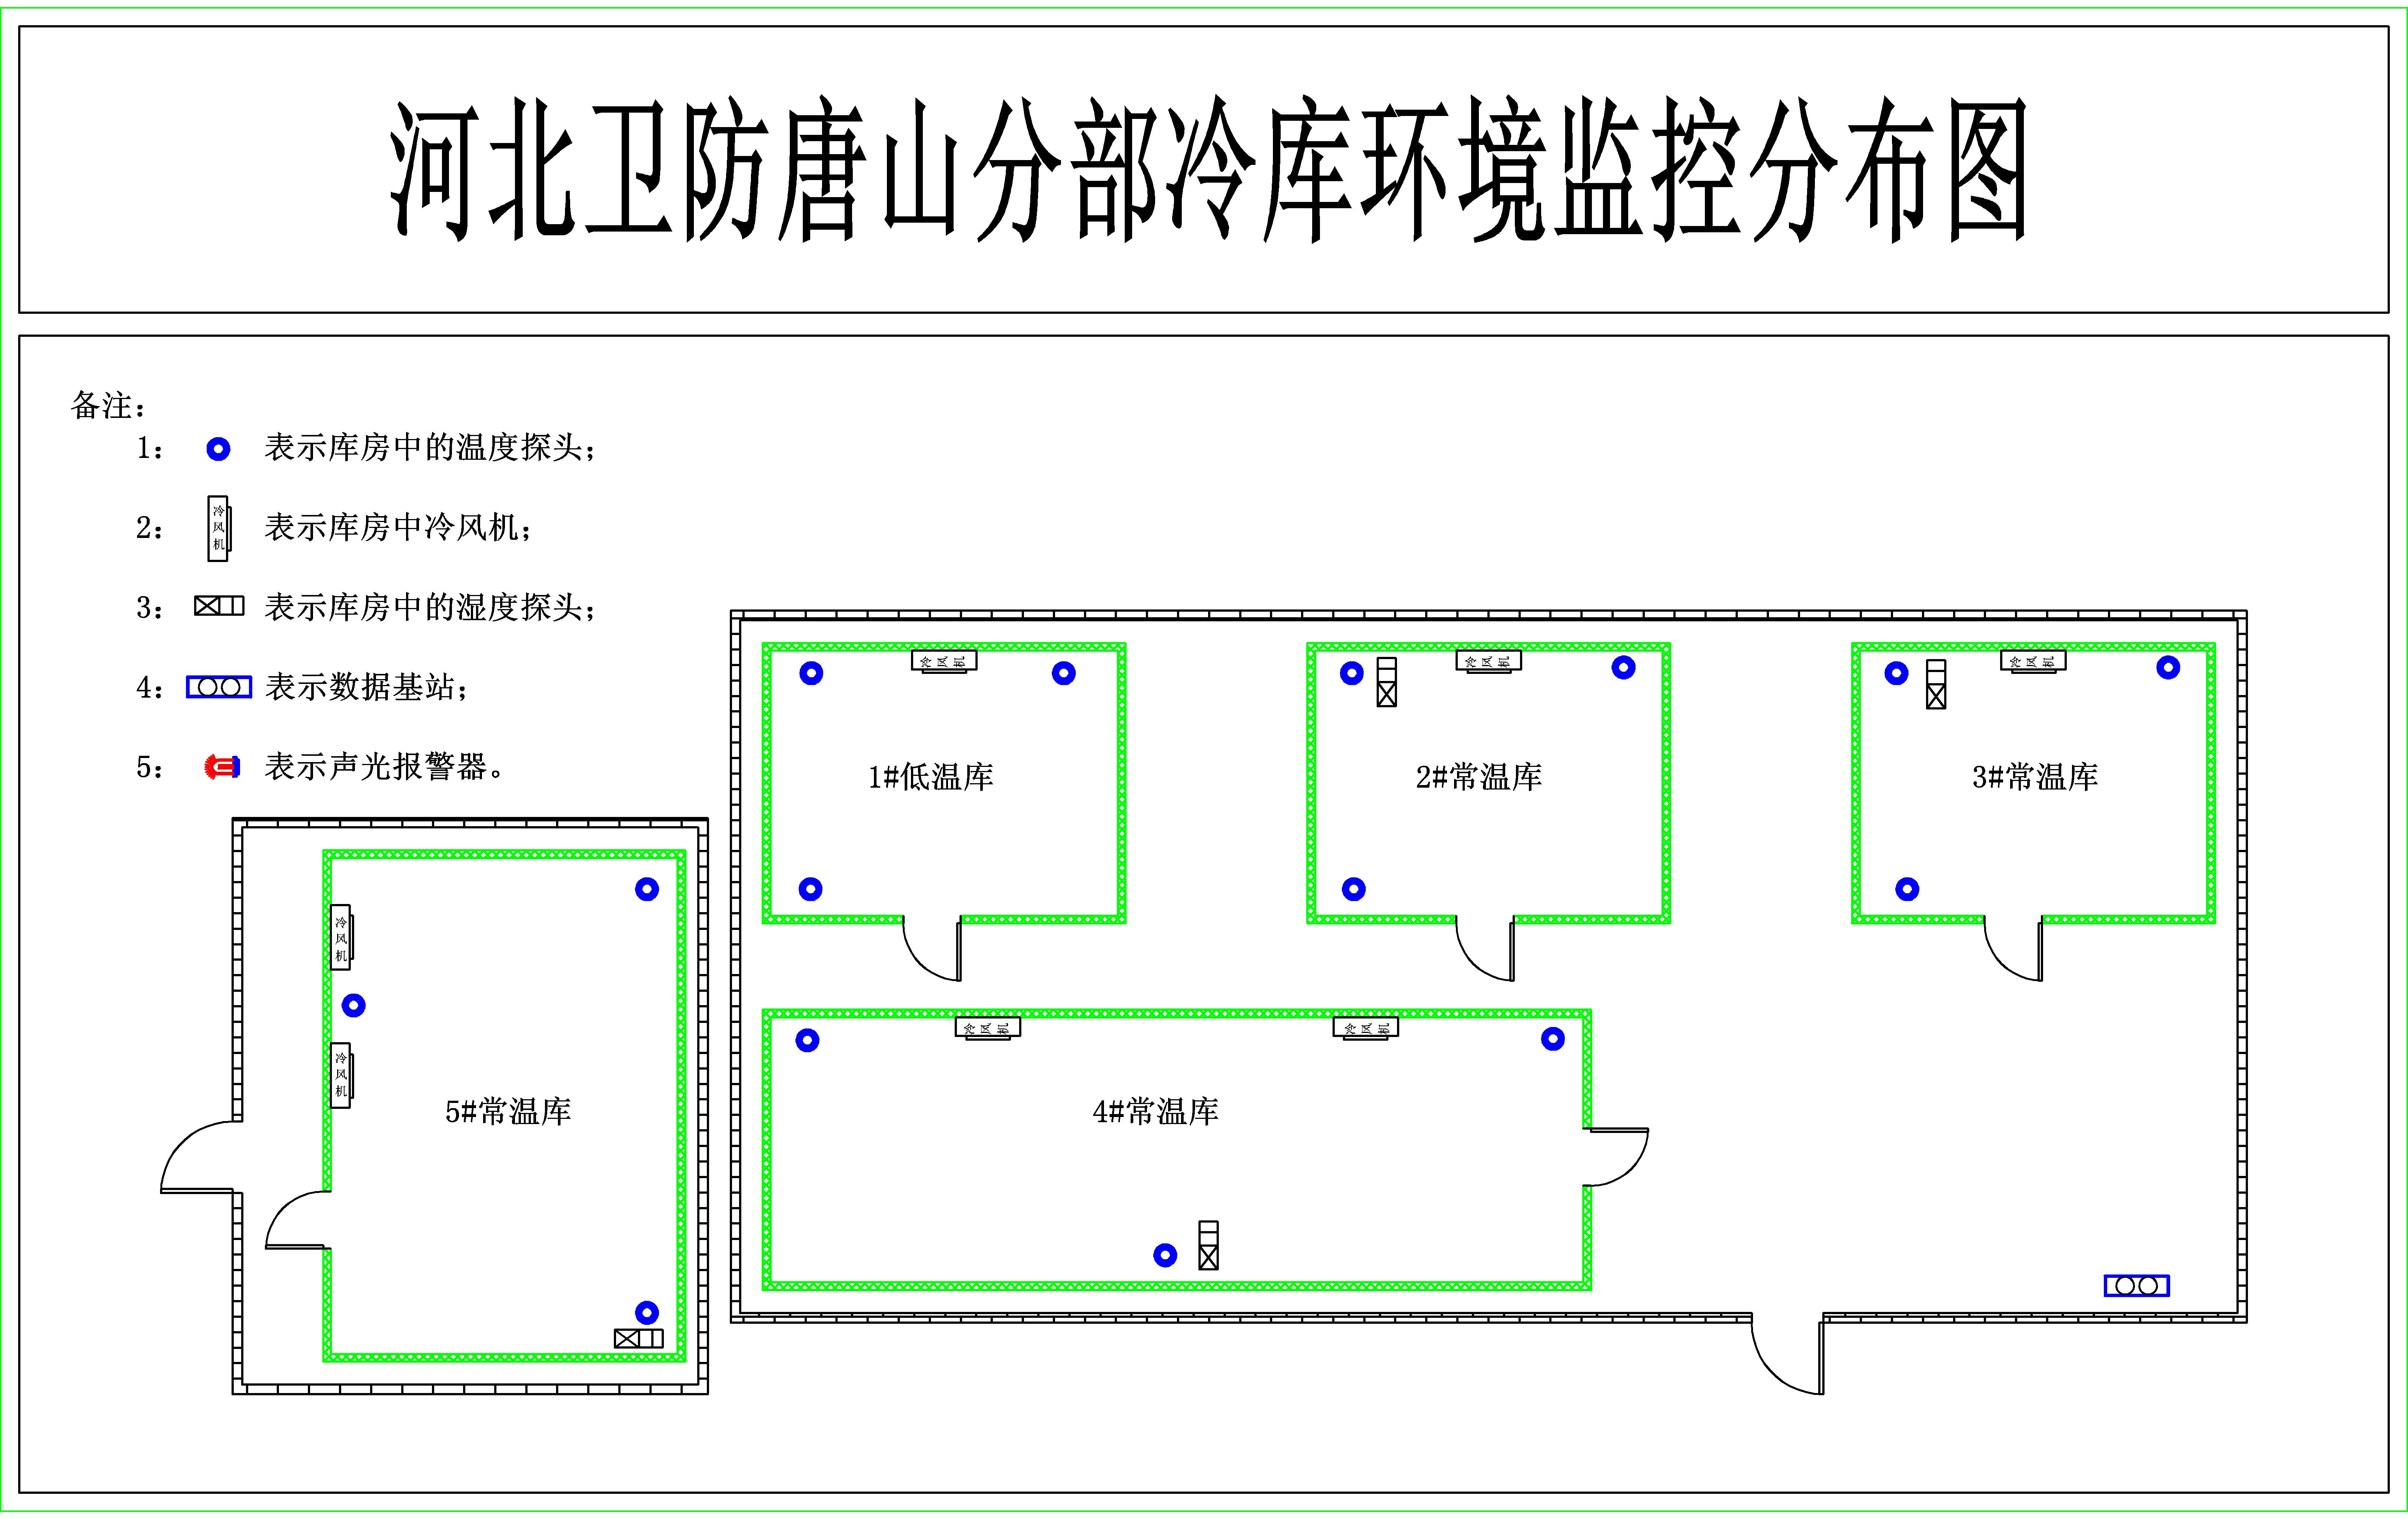 河北卫防唐山分部冷库环境监控分布图
备注：
1： 表示库房中的温度探头；
2： 冷风机 表示库房中冷风机；
3： 表示库房中的湿度探头；
4： 表示数据基站；
5： 表示声光报警器。
冷风机
冷风机
冷风机
1#低温库
2#常温库
3#常温库
冷风机
冷风机
冷风机
冷风机
5#常温库
4#常温库